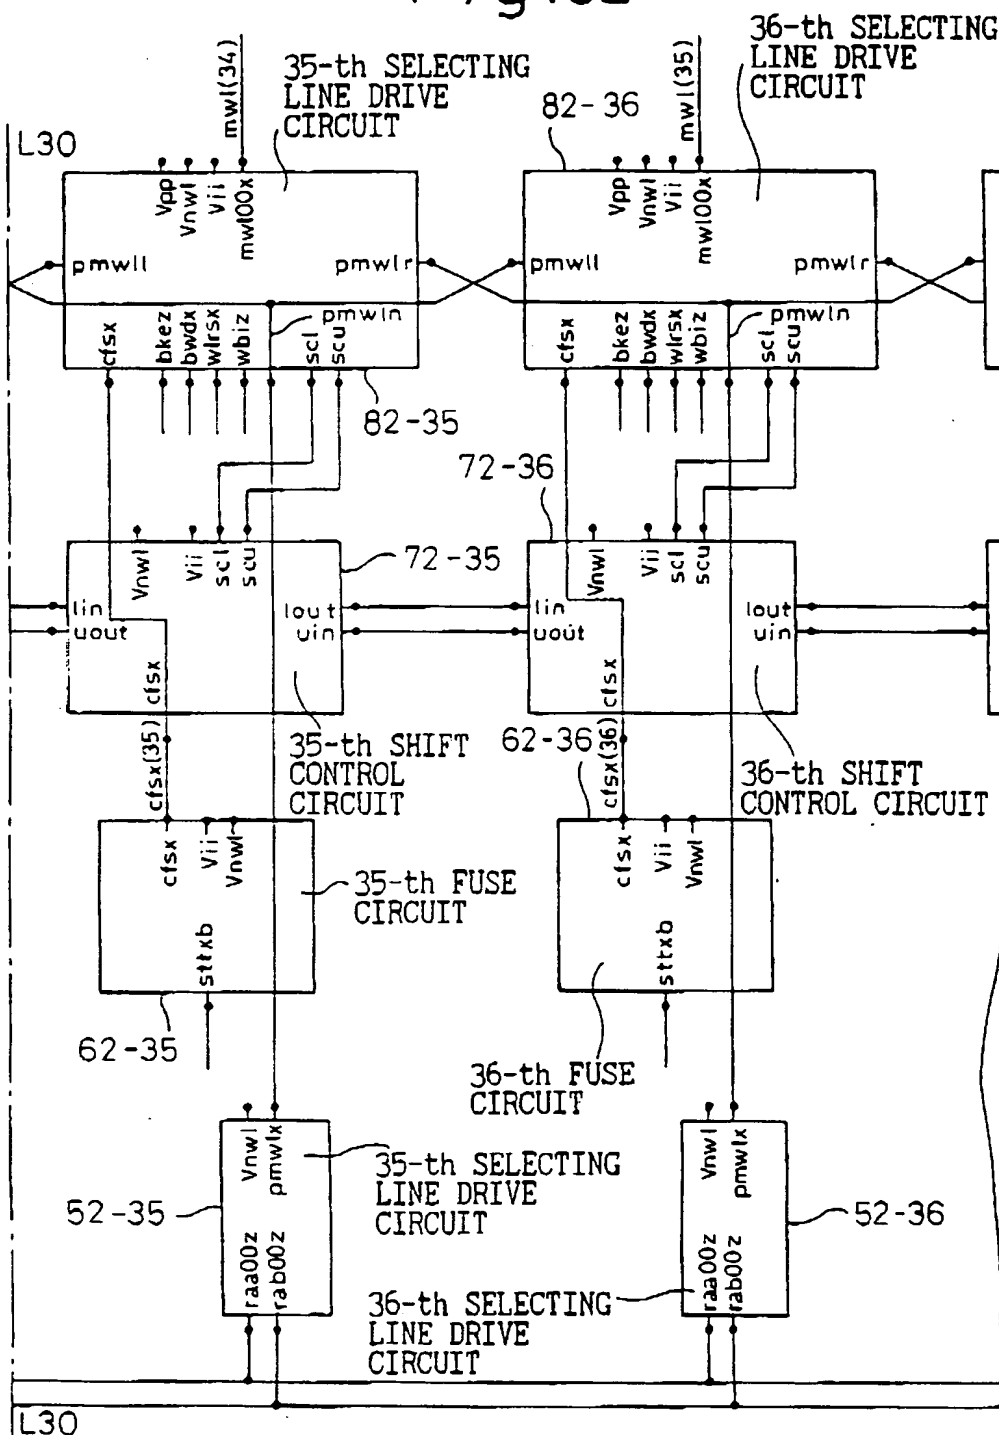 36-th SELECTING
LINE DRIVE
CIRCUIT
35-th SELECTING
LINE DRIVE
CIRCUIT
mwl(34)
mwl(35)
82-36
L30
Vpp
Vnwl
Vii
mwl00x
pmwll
pmwlr
pmwln
cfsx
bkez
bwdx
wlrsx
wbiz
scl
scu
82-35
Vpp
Vnwl
Vii
mwl00x
pmwll
pmwlr
pmwln
cfsx
bkez
bwdx
wlrsx
wbiz
scl
scu
72-36
72-35
Vnwl
Vii
scl
scu
lin
uout
lout
uin
cfsx
Vnwl
Vii
scl
scu
lin
uout
lout
uin
cfsx
cfsx(35)
35-th SHIFT
CONTROL
CIRCUIT
62-36
cfsx(36)
36-th SHIFT
CONTROL CIRCUIT
cfsx
Vii
Vnwl
sttxb
35-th FUSE
CIRCUIT
62-35
cfsx
Vii
Vnwl
sttxb
36-th FUSE
CIRCUIT
Vnwl
pmwlx
raa00z
rab00z
52-35
35-th SELECTING
LINE DRIVE
CIRCUIT
Vnwl
pmwlx
raa00z
rab00z
52-36
36-th SELECTING
LINE DRIVE
CIRCUIT
L30